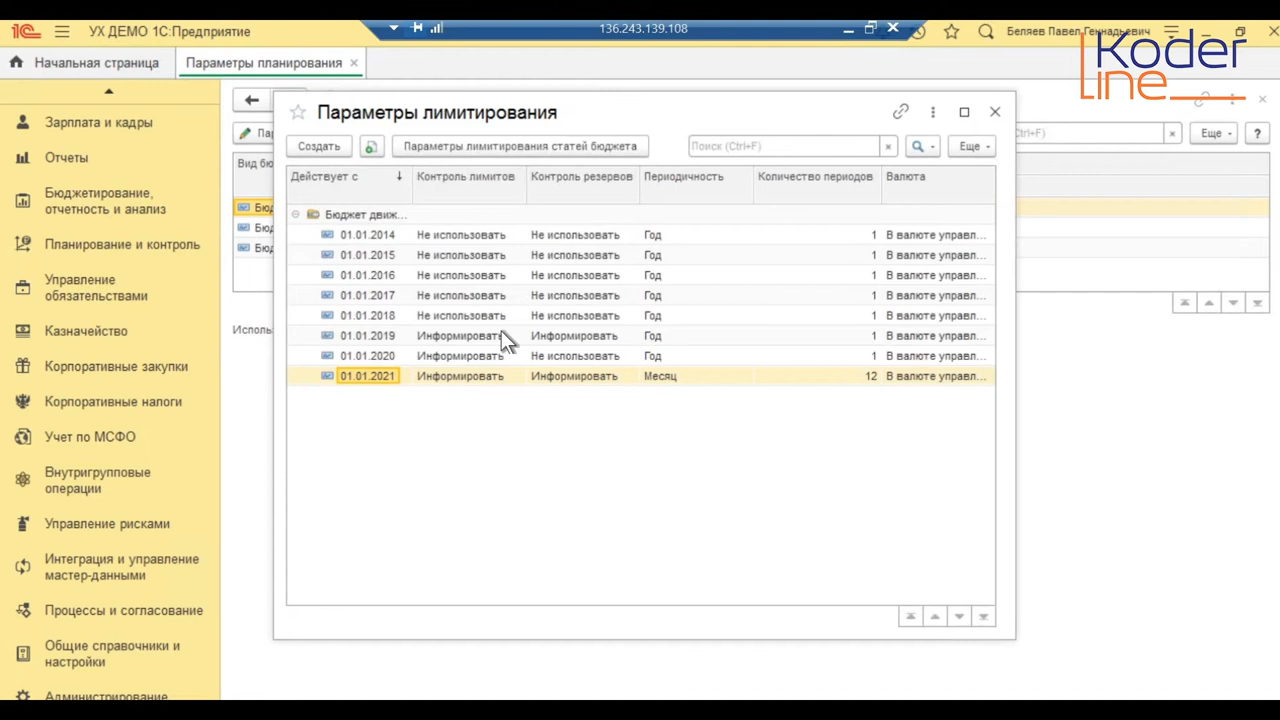 1С УХ ДЕМО 1С:Предприятие
136.243.139.108
Беляев Павел Геннадьевич
Koder line
Начальная страница
Параметры планирования
Зарплата и кадры
Отчеты
Бюджетирование,
отчетность и анализ
Планирование и контроль
Управление
обязательствами
Казначейство
Корпоративные закупки
Корпоративные налоги
Учет по МСФО
Внутригрупповые
операции
Управление рисками
Интеграция и управление
мастер-данными
Процессы и согласование
Общие справочники и
настройки
Администрирование
Пар
Ctrl+F)
Еще
?
Вид бю
Бюд
Бюд
Бюд
Исполь
Параметры лимитирования
Создать
Параметры лимитирования статей бюджета
Поиск (Ctrl+F)
Еще
Действует с ↓ Контроль лимитов Контроль резервов Периодичность Количество периодов Валюта
Бюджет движ...
01.01.2014 Не использовать Не использовать Год 1 В валюте управл...
01.01.2015 Не использовать Не использовать Год 1 В валюте управл...
01.01.2016 Не использовать Не использовать Год 1 В валюте управл...
01.01.2017 Не использовать Не использовать Год 1 В валюте управл...
01.01.2018 Не использовать Не использовать Год 1 В валюте управл...
01.01.2019 Информировать Информировать Год 1 В валюте управл...
01.01.2020 Информировать Не использовать Год 1 В валюте управл...
01.01.2021 Информировать Информировать Месяц 12 В валюте управл...